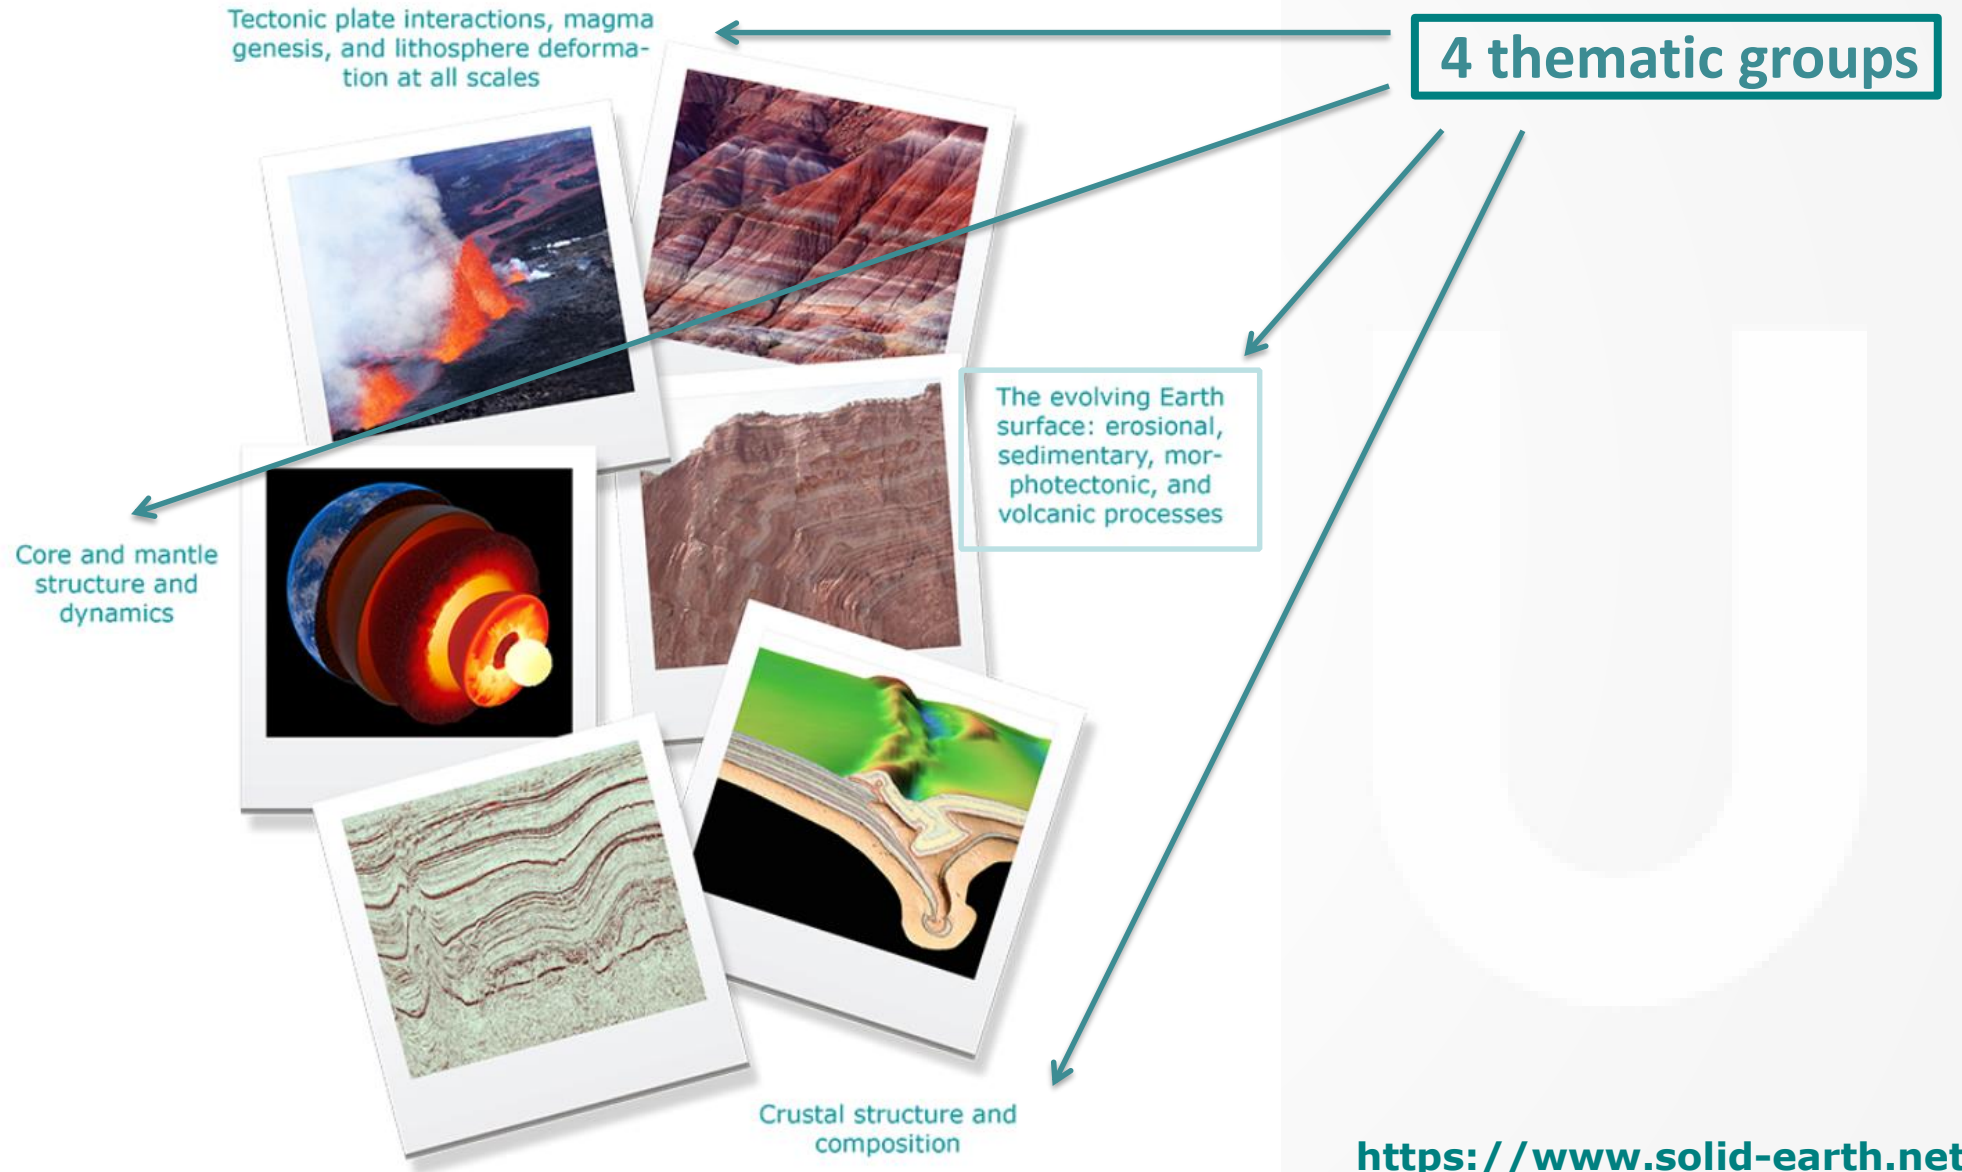 Tectonic plate interactions, magma
genesis, and lithosphere deforma-
tion at all scales
4 thematic groups
The evolving Earth
surface: erosional,
sedimentary, mor-
photectonic, and
volcanic processes
Core and mantle
structure and
dynamics
Crustal structure and
composition
https://www.solid-earth.net